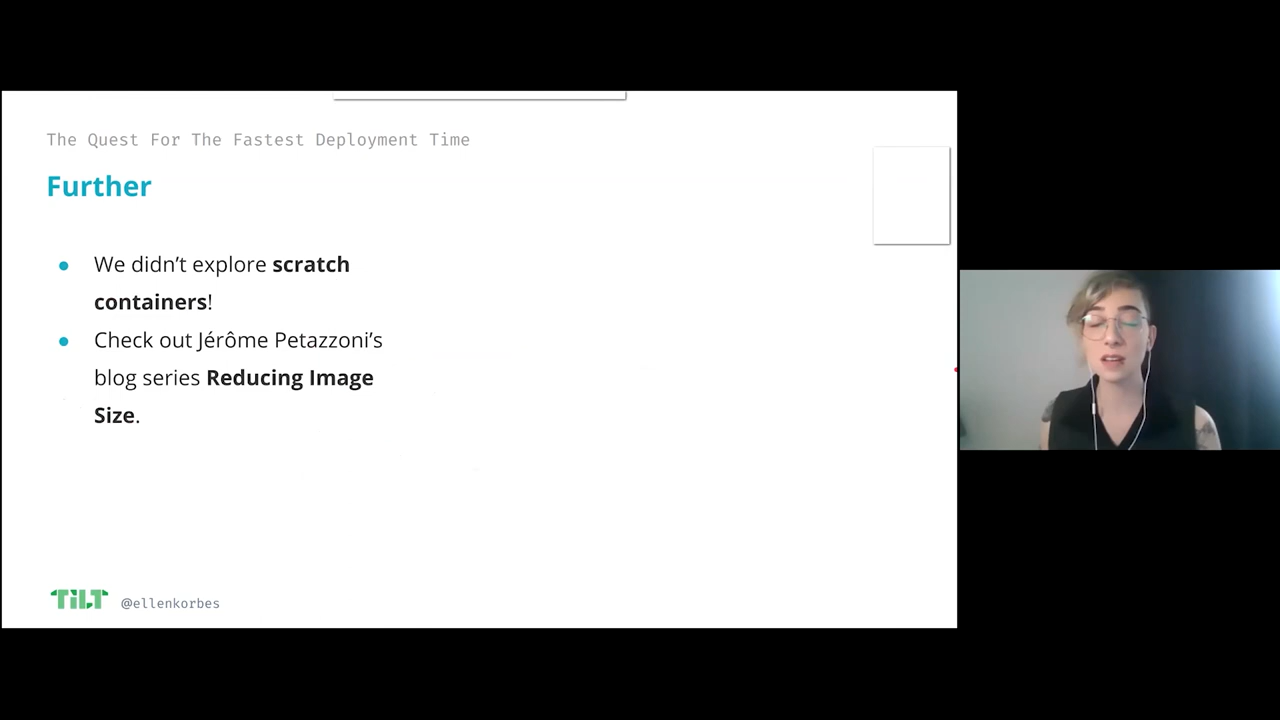 The Quest For The Fastest Deployment Time
Further
● We didn’t explore scratch
containers!
● Check out Jérôme Petazzoni’s
blog series Reducing Image
Size.
TILT @ellenkorbes